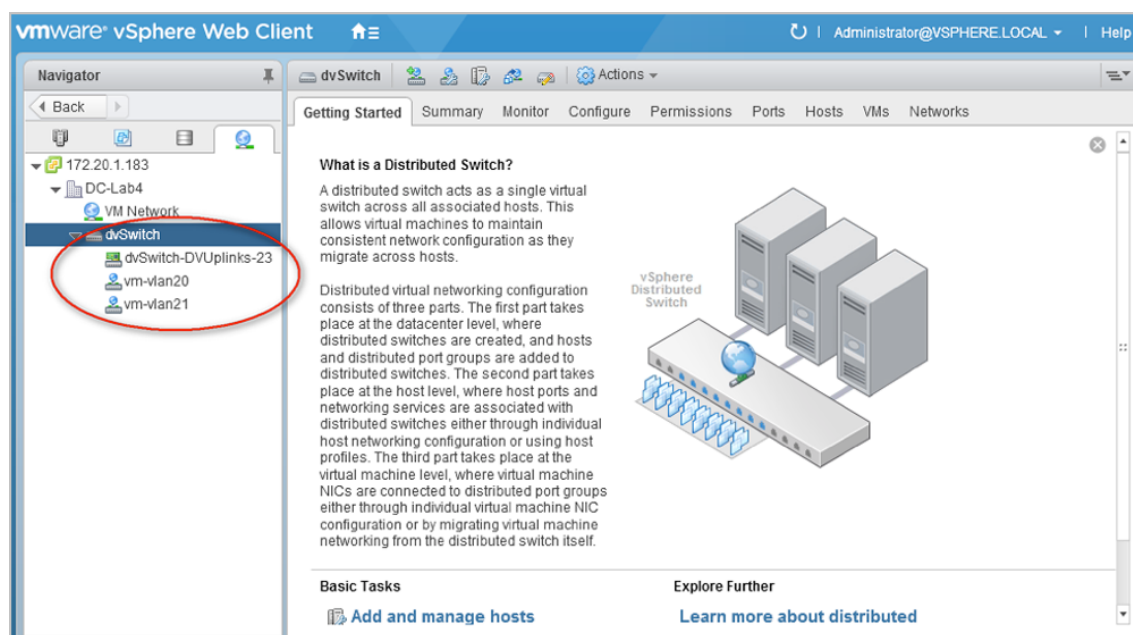 vmware® vSphere Web Client
Administrator@VSPHERE.LOCAL
Help
Navigator
Back
172.20.1.183
DC-Lab4
VM Network
dvSwitch
dvSwitch-DVUplinks-23
vm-vlan20
vm-vlan21
dvSwitch
Actions
Getting Started Summary Monitor Configure Permissions Ports Hosts VMs Networks
What is a Distributed Switch?
A distributed switch acts as a single virtual
switch across all associated hosts. This
allows virtual machines to maintain
consistent network configuration as they
migrate across hosts.
Distributed virtual networking configuration
consists of three parts. The first part takes
place at the datacenter level, where
distributed switches are created, and hosts
and distributed port groups are added to
distributed switches. The second part takes
place at the host level, where host ports and
networking services are associated with
distributed switches either through individual
host networking configuration or using host
profiles. The third part takes place at the
virtual machine level, where virtual machine
NICs are connected to distributed port groups
either through individual virtual machine NIC
configuration or by migrating virtual machine
networking from the distributed switch itself.
vSphere
Distributed
Switch
Basic Tasks
Add and manage hosts
Explore Further
Learn more about distributed